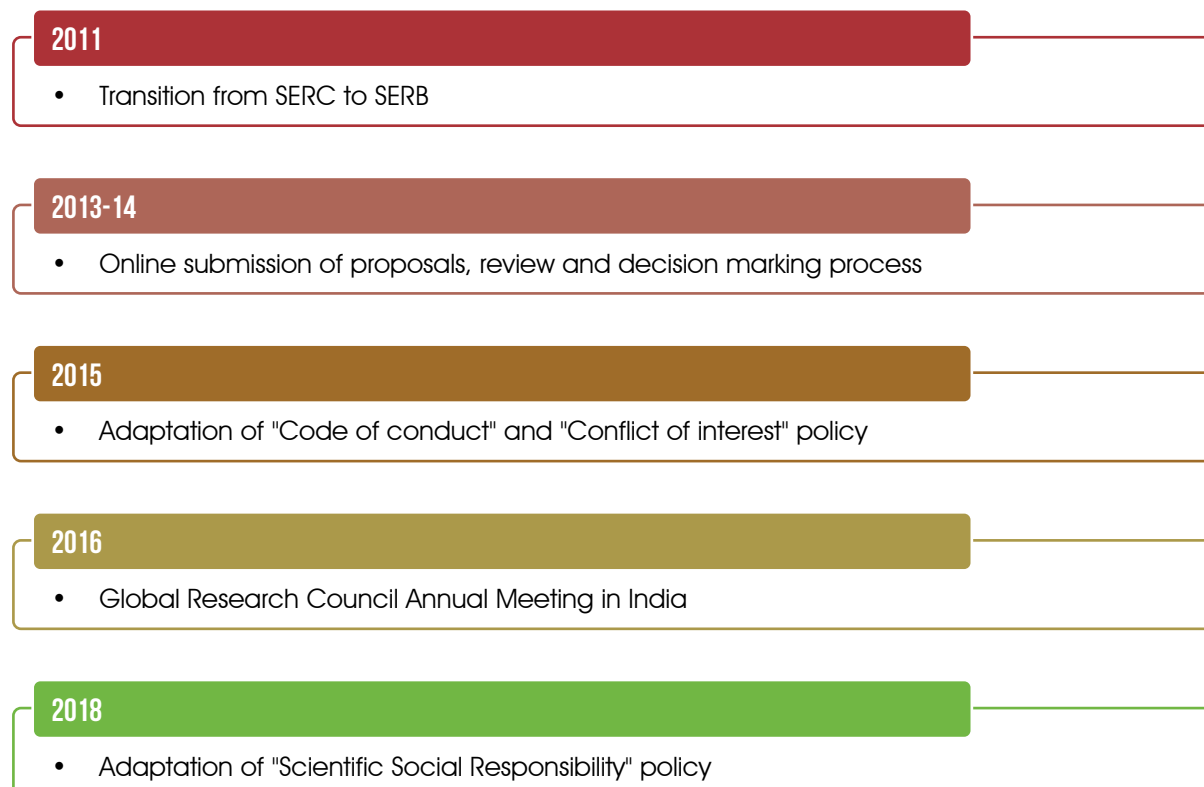 2011
• Transition from SERC to SERB
2013-14
• Online submission of proposals, review and decision marking process
2015
• Adaptation of "Code of conduct" and "Conflict of interest" policy
2016
• Global Research Council Annual Meeting in India
2018
• Adaptation of "Scientific Social Responsibility" policy